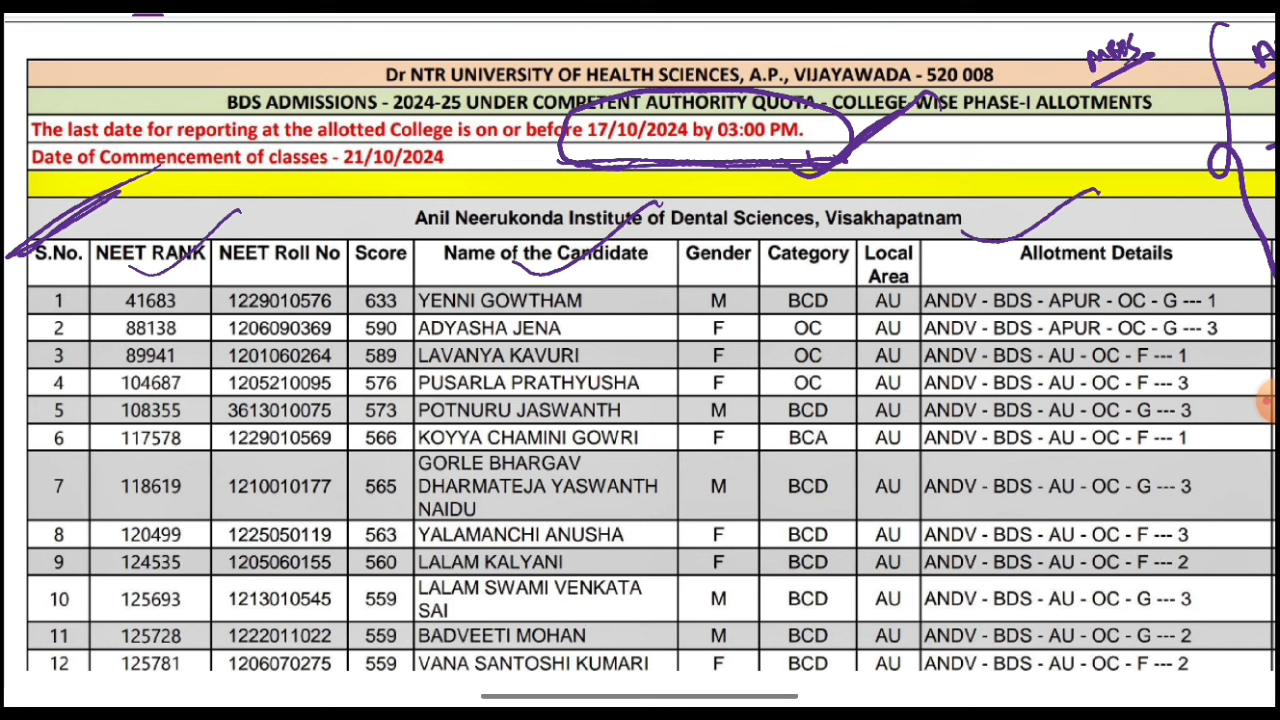 MBBS
Dr NTR UNIVERSITY OF HEALTH SCIENCES, A.P., VIJAYAWADA - 520 008
BDS ADMISSIONS - 2024-25 UNDER COMPETENT AUTHORITY QUOTA - COLLEGE-WISE PHASE-I ALLOTMENTS
The last date for reporting at the allotted College is on or before 17/10/2024 by 03:00 PM.
Date of Commencement of classes - 21/10/2024
Anil Neerukonda Institute of Dental Sciences, Visakhapatnam
S.No. NEET RANK NEET Roll No Score Name of the Candidate Gender Category Local Area Allotment Details
1 41683 1229010576 633 YENNI GOWTHAM M BCD AU ANDV - BDS - APUR - OC - G --- 1
2 88138 1206090369 590 ADYASHA JENA F OC AU ANDV - BDS - APUR - OC - G --- 3
3 89941 1201060264 589 LAVANYA KAVURI F OC AU ANDV - BDS - AU - OC - F --- 1
4 104687 1205210095 576 PUSARLA PRATHYUSHA F OC AU ANDV - BDS - AU - OC - F --- 3
5 108355 3613010075 573 POTNURU JASWANTH M BCD AU ANDV - BDS - AU - OC - G --- 3
6 117578 1229010569 566 KOYYA CHAMINI GOWRI F BCA AU ANDV - BDS - AU - OC - F --- 1
7 118619 1210010177 565 GORLE BHARGAV DHARMATEJA YASWANTH NAIDU M BCD AU ANDV - BDS - AU - OC - G --- 3
8 120499 1225050119 563 YALAMANCHI ANUSHA F BCD AU ANDV - BDS - AU - OC - F --- 3
9 124535 1205060155 560 LALAM KALYANI F BCD AU ANDV - BDS - AU - OC - F --- 2
10 125693 1213010545 559 LALAM SWAMI VENKATA SAI M BCD AU ANDV - BDS - AU - OC - G --- 3
11 125728 1222011022 559 BADVEETI MOHAN M BCD AU ANDV - BDS - AU - OC - G --- 2
12 125781 1206070275 559 VANA SANTOSHI KUMARI F BCD AU ANDV - BDS - AU - OC - F --- 2